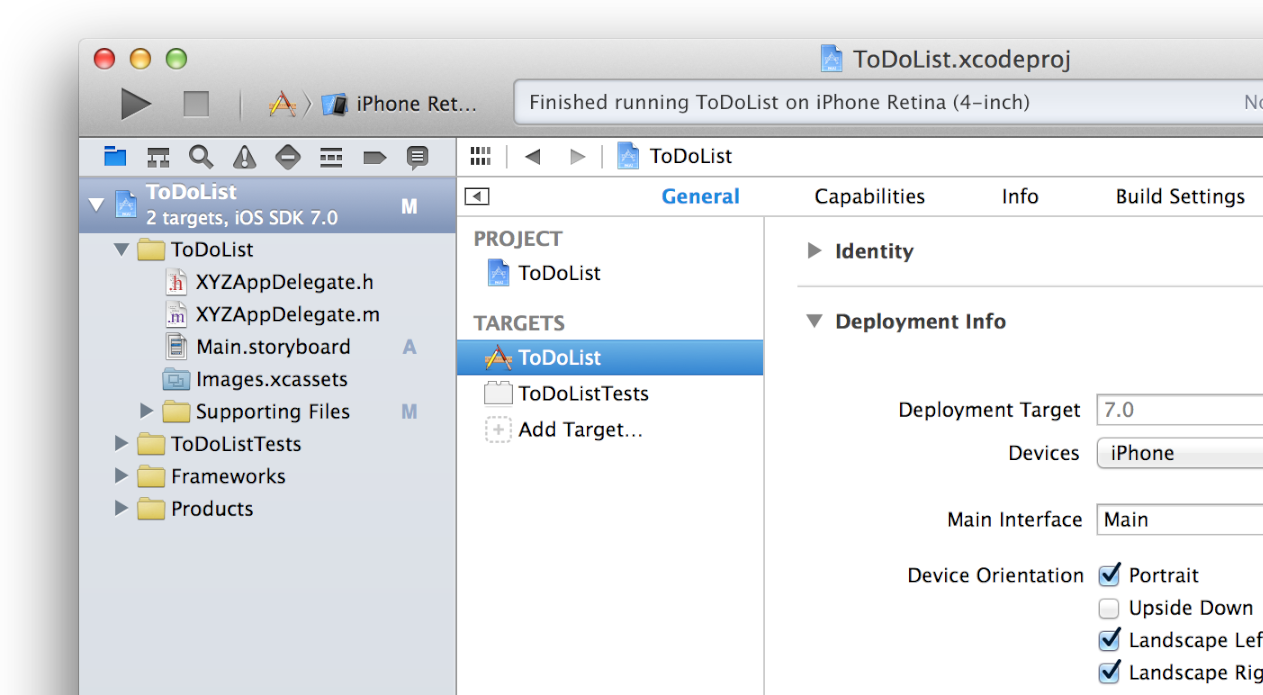 ToDoList.xcodeproj
iPhone Ret...
Finished running ToDoList on iPhone Retina (4-inch)
No
ToDoList
ToDoList
2 targets, iOS SDK 7.0
M
ToDoList
XYZAppDelegate.h
XYZAppDelegate.m
Main.storyboard
A
Images.xcassets
Supporting Files
M
ToDoListTests
Frameworks
Products
General
Capabilities
Info
Build Settings
PROJECT
ToDoList
TARGETS
ToDoList
ToDoListTests
Add Target...
Identity
Deployment Info
Deployment Target
7.0
Devices
iPhone
Main Interface
Main
Device Orientation
Portrait
Upside Down
Landscape Lef
Landscape Rig